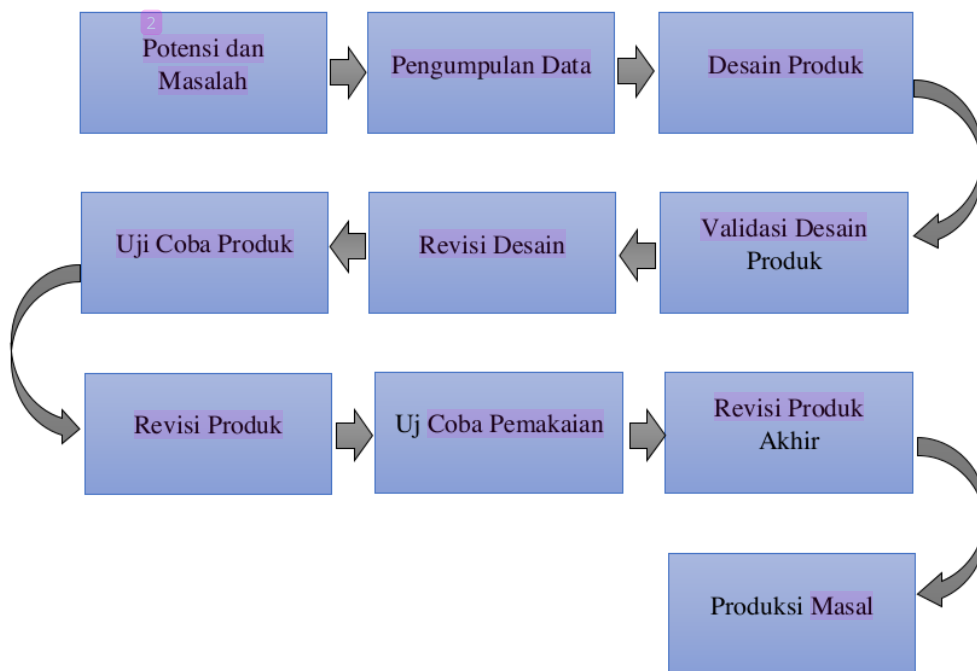 2
Potensi dan
Masalah
Pengumpulan Data
Desain Produk
Validasi Desain
Produk
Revisi Desain
Uji Coba Produk
Revisi Produk
Uj Coba Pemakaian
Revisi Produk
Akhir
Produksi Masal